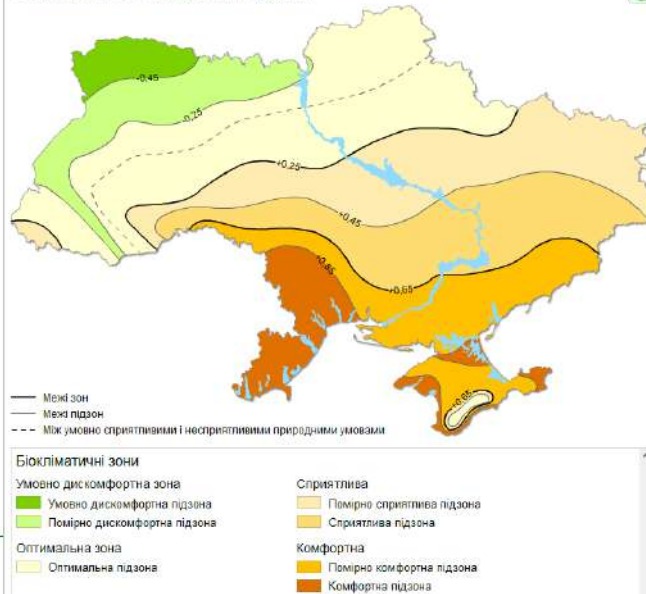 -0,45
-0,25
+0,25
+0,45
+0,85
+0,65
+0,65
Межі зон
Межі підзон
Між умовно сприятливими і несприятливими природними умовами
Біокліматичні зони
Умовно дискомфортна зона
Умовно дискомфортна підзона
Помірно дискомфортна підзона
Оптимальна зона
Оптимальна підзона
Сприятлива
Помірно сприятлива підзона
Сприятлива підзона
Комфортна
Помірно комфортна підзона
Комфортна підзона